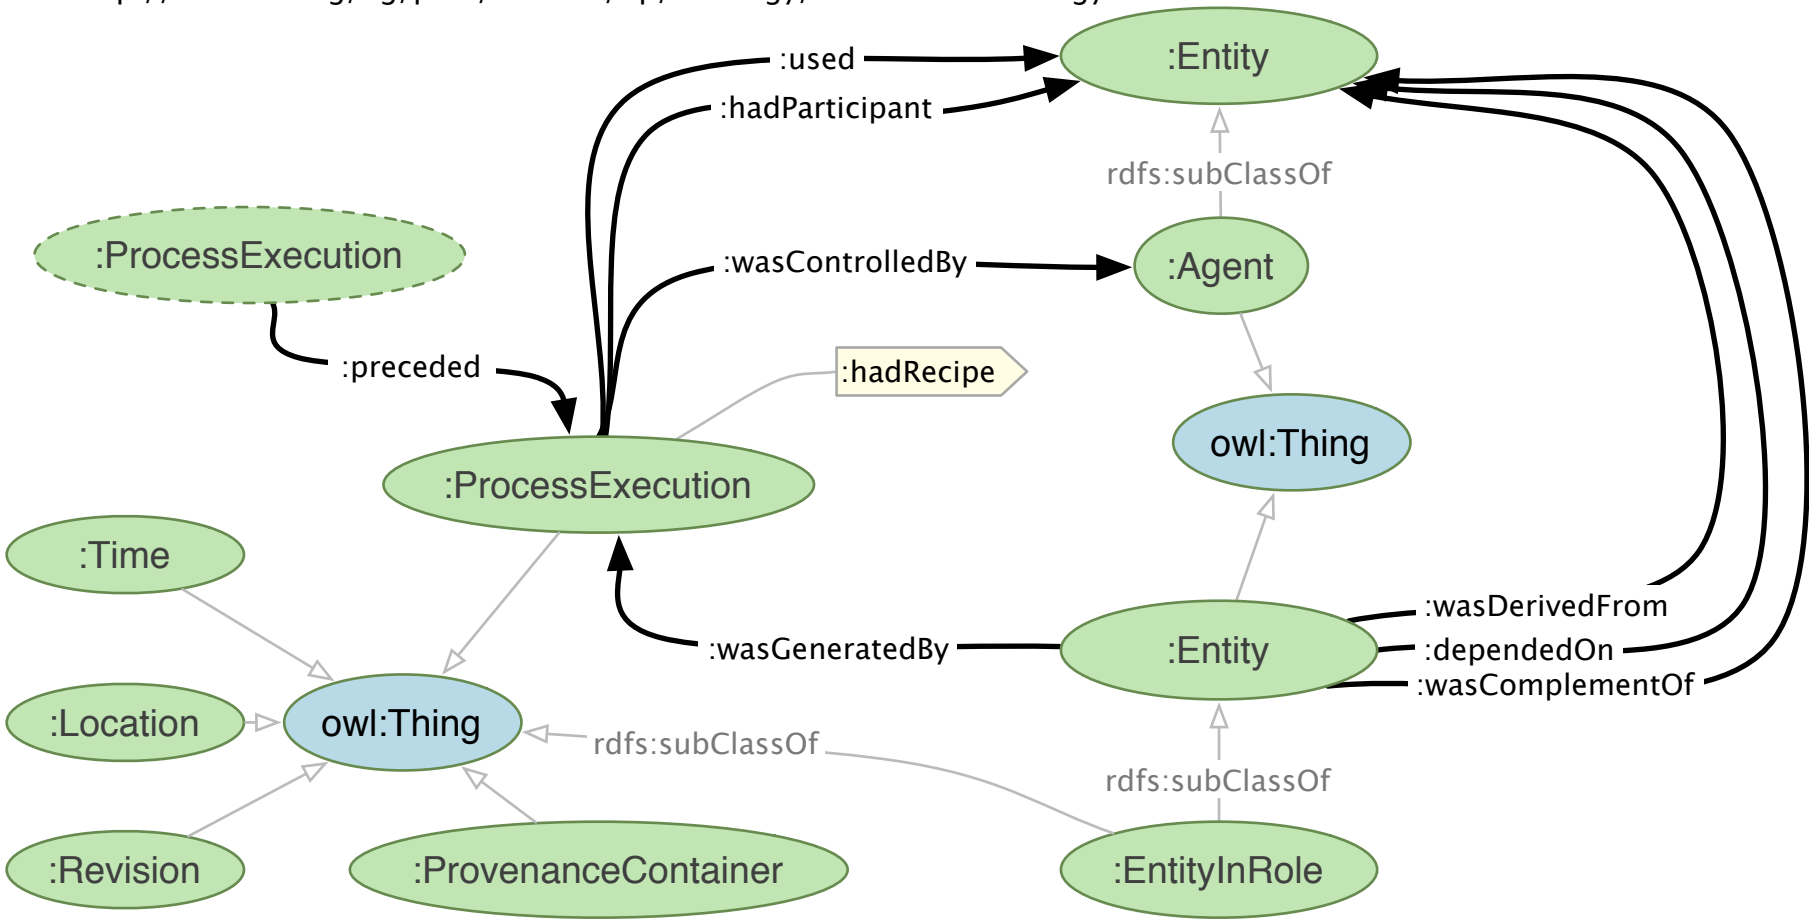 :Entity
:used
:hadParticipant
rdfs:subClassOf
:ProcessExecution
:wasControlledBy
:Agent
:preceded
:hadRecipe
owl:Thing
:ProcessExecution
:Time
:wasDerivedFrom
:wasGeneratedBy
:Entity
:dependedOn
:wasComplementOf
:Location
owl:Thing
rdfs:subClassOf
rdfs:subClassOf
:Revision
:ProvenanceContainer
:EntityInRole